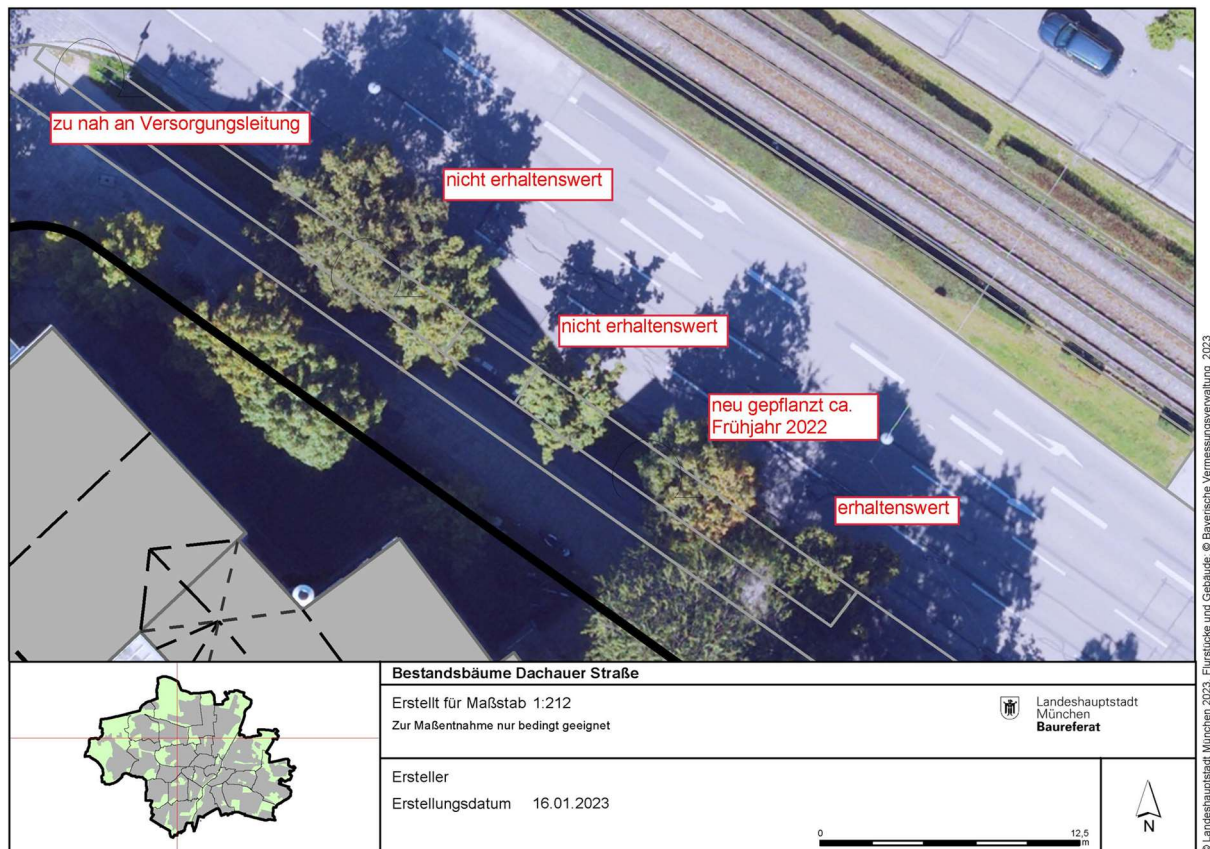 zu nah an Versorgungsleitung
nicht erhaltenswert
nicht erhaltenswert
neu gepflanzt ca.
Frühjahr 2022
erhaltenswert
Bestandsbäume Dachauer Straße
Erstellt für Maßstab 1:212
Zur Maßentnahme nur bedingt geeignet
Landeshauptstadt
München
Baureferat
Ersteller
Erstellungsdatum 16.01.2023
0
12,5
m
N
© Landeshauptstadt München 2023, Flurstücke und Gebäude: © Bayerische Vermessungsverwaltung 2023